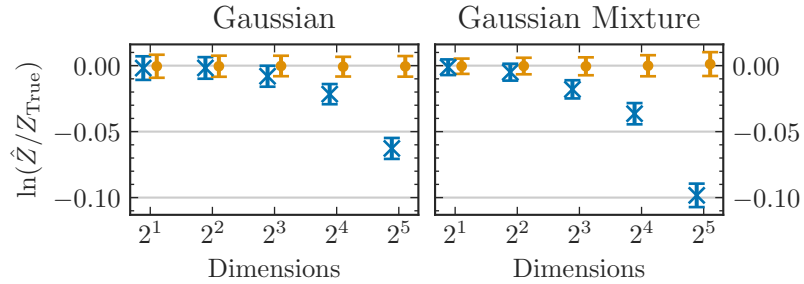 Gaussian
Gaussian Mixture
ln(Ẑ/Z_True)
0.00
−0.05
−0.10
0.00
−0.05
−0.10
2^1 2^2 2^3 2^4 2^5
2^1 2^2 2^3 2^4 2^5
Dimensions
Dimensions